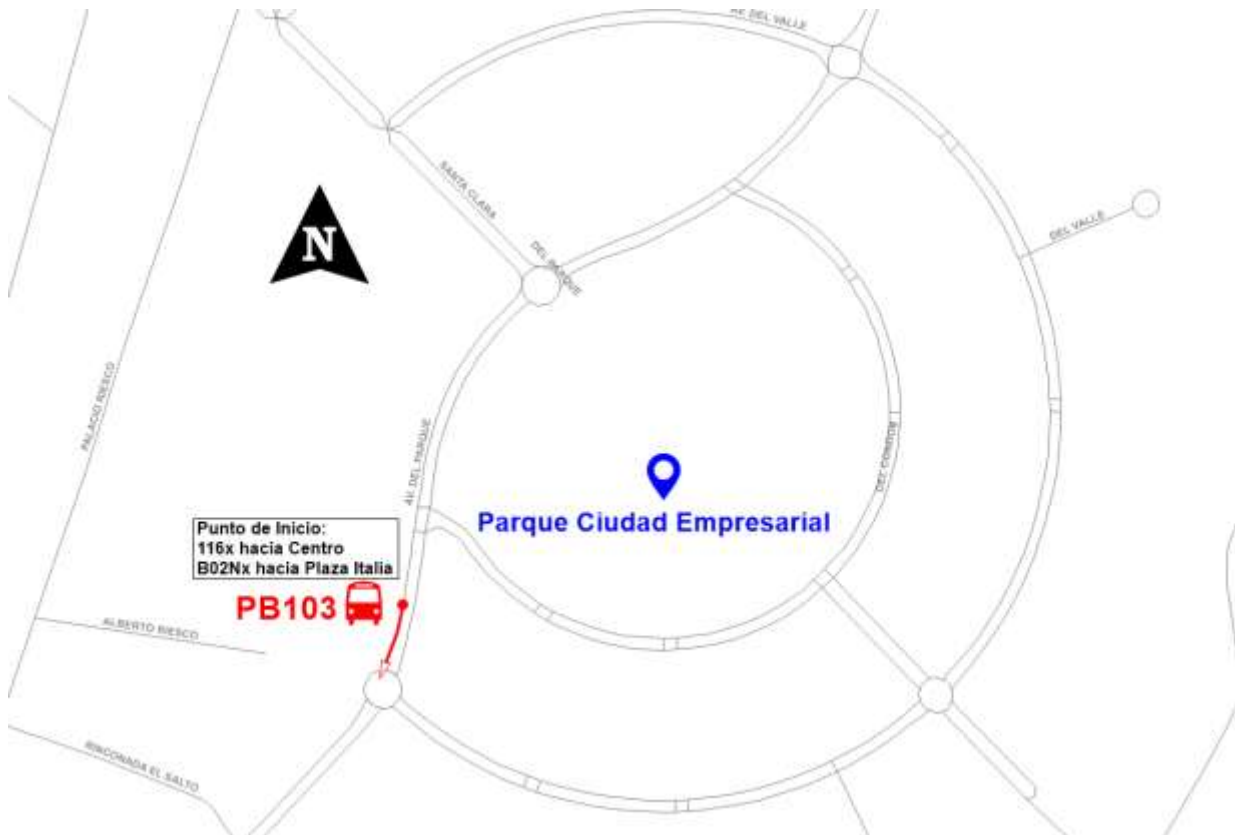 AV. DEL VALLE
SANTA CLARA
DEL PARQUE
DEL VALLE
N
PALACIO RIESCO
AV. DEL PARQUE
DEL CONDOR
Parque Ciudad Empresarial
Punto de Inicio:
116x hacia Centro
B02Nx hacia Plaza Italia
PB103
ALBERTO RIESCO
RINCONADA EL SALTO